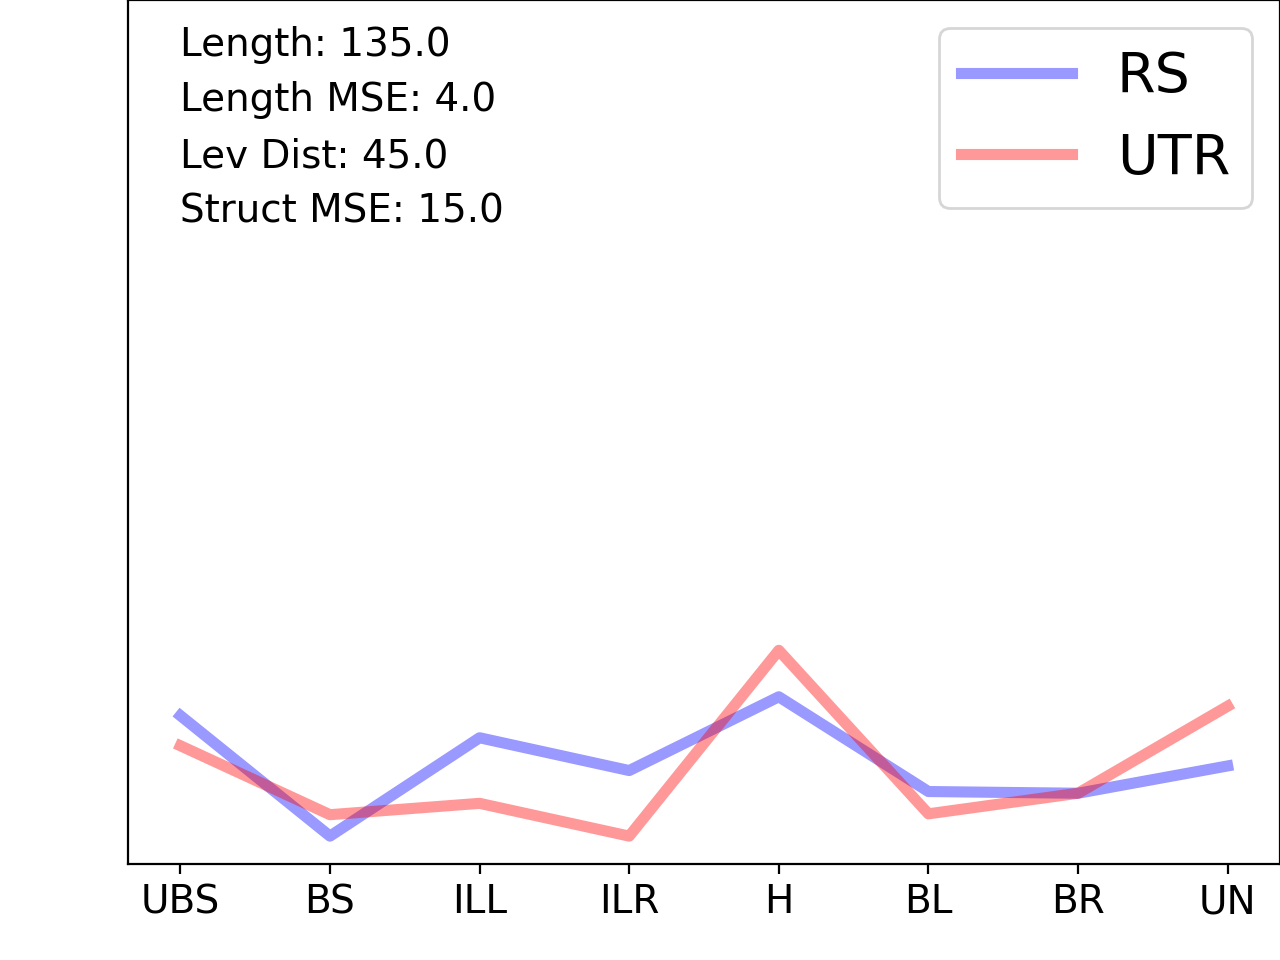 Length: 135.0
Length MSE: 4.0
Lev Dist: 45.0
Struct MSE: 15.0
RS
UTR
UBS BS ILL ILR H BL BR UN